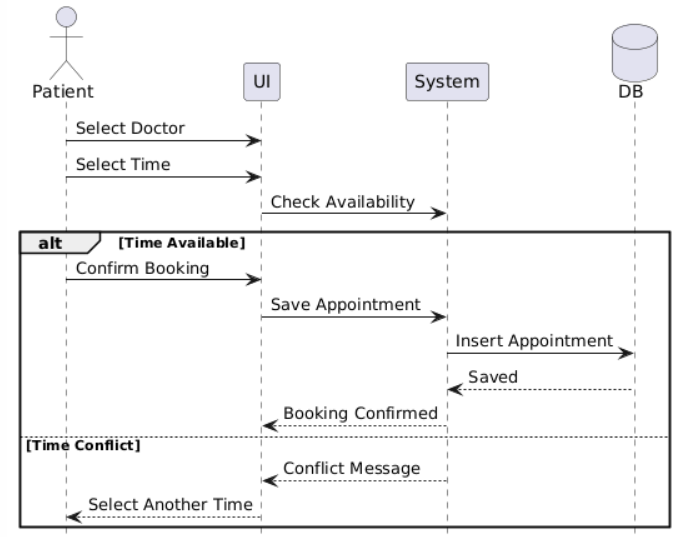 Patient
UI
System
DB
Select Doctor
Select Time
Check Availability
alt
[Time Available]
Confirm Booking
Save Appointment
Insert Appointment
Saved
Booking Confirmed
[Time Conflict]
Conflict Message
Select Another Time